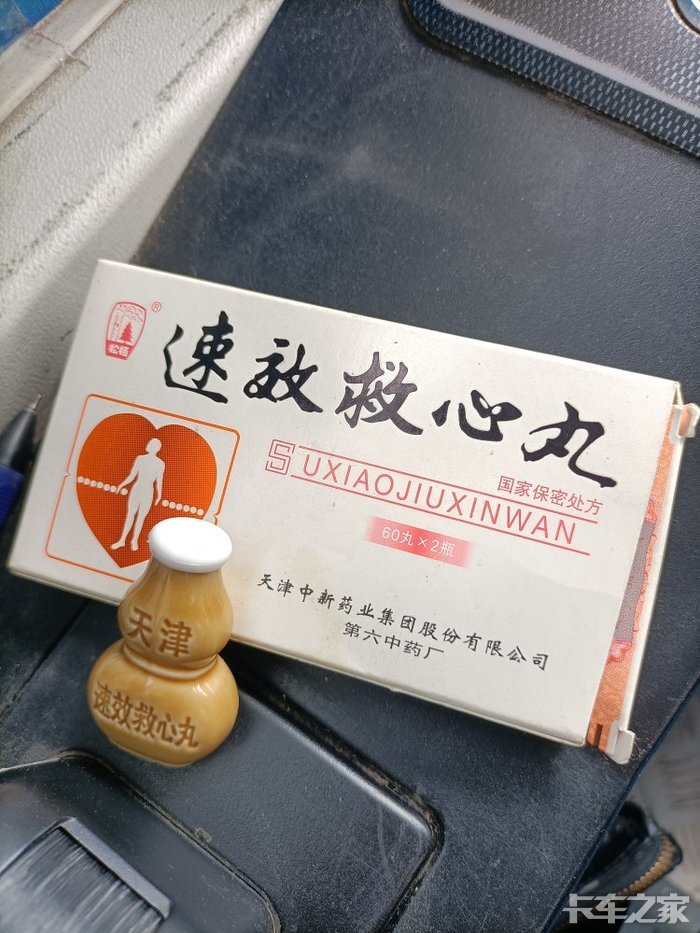 松柏
®
速效救心丸
SUXIAOJIUXINWAN
国家保密处方
60丸×2瓶
天津中新药业集团股份有限公司
第六中药厂
天津
速效救心丸
卡车之家